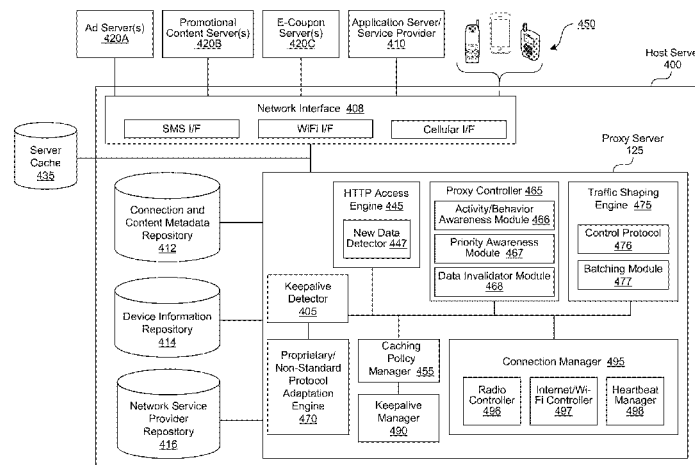 Ad Server(s)
420A
Promotional
Content Server(s)
420B
E-Coupon
Server(s)
420C
Application Server/
Service Provider
410
450
Host Server
400
Network Interface 408
SMS I/F
WiFi I/F
Cellular I/F
Server
Cache
435
Proxy Server
125
Connection and
Content Metadata
Repository
412
HTTP Access
Engine 445
New Data
Detector 447
Proxy Controller 465
Activity/Behavior
Awareness Module 466
Priority Awareness
Module 467
Data Invalidator Module
468
Traffic Shaping
Engine 475
Control Protocol
476
Batching Module
477
Device Information
Repository
414
Keepalive
Detector
405
Proprietary/
Non-Standard
Protocol
Adaptation
Engine
470
Caching
Policy
Manager 455
Keepalive
Manager
490
Connection Manager 495
Radio
Controller
496
Internet/Wi-
Fi Controller
497
Heartbeat
Manager
498
Network Service
Provider
Repository
416